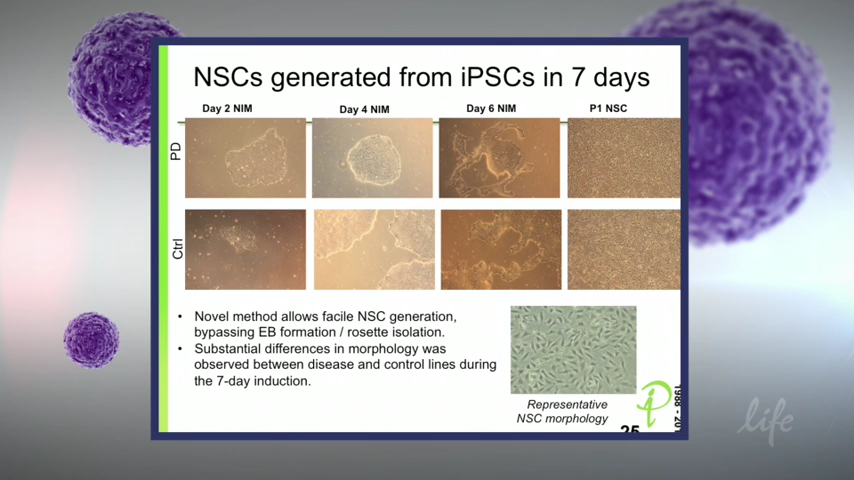 NSCs generated from iPSCs in 7 days
Day 2 NIM
Day 4 NIM
Day 6 NIM
P1 NSC
PD
Ctrl
• Novel method allows facile NSC generation,
bypassing EB formation / rosette isolation.
• Substantial differences in morphology was
observed between disease and control lines during
the 7-day induction.
Representative
NSC morphology
25
life